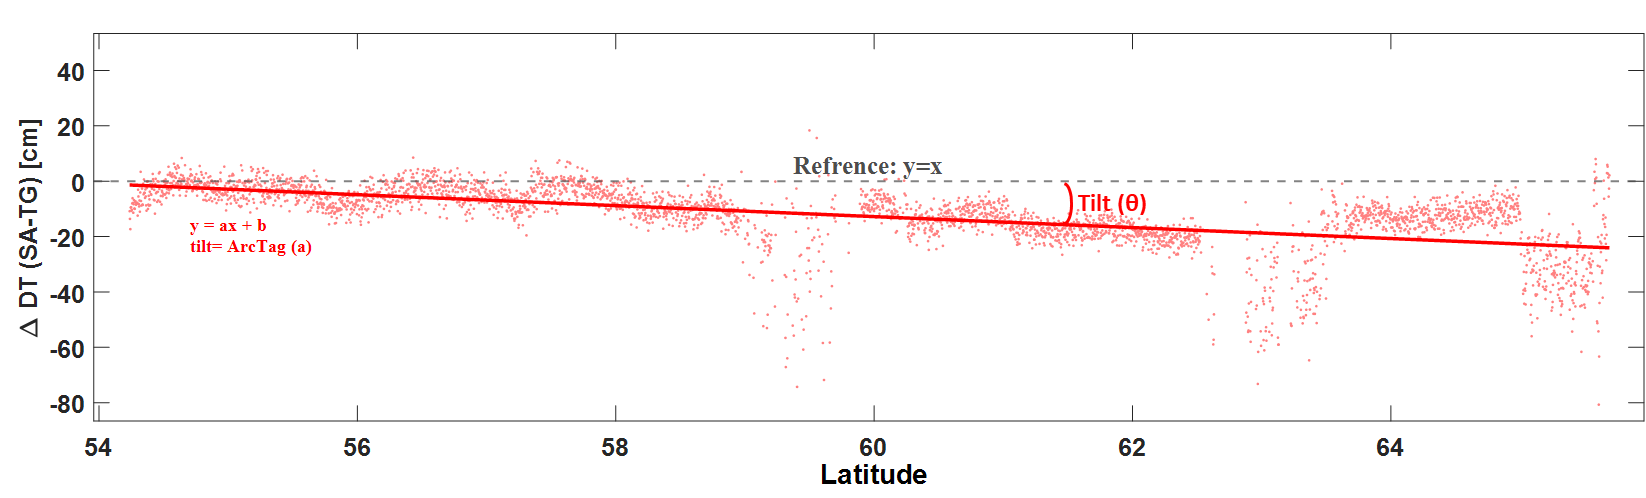 40
20
0
-20
-40
-60
-80
Δ DT (SA-TG) [cm]
Refrence: y=x
Tilt (θ)
y = ax + b
tilt= ArcTag (a)
54 56 58 60 62 64
Latitude